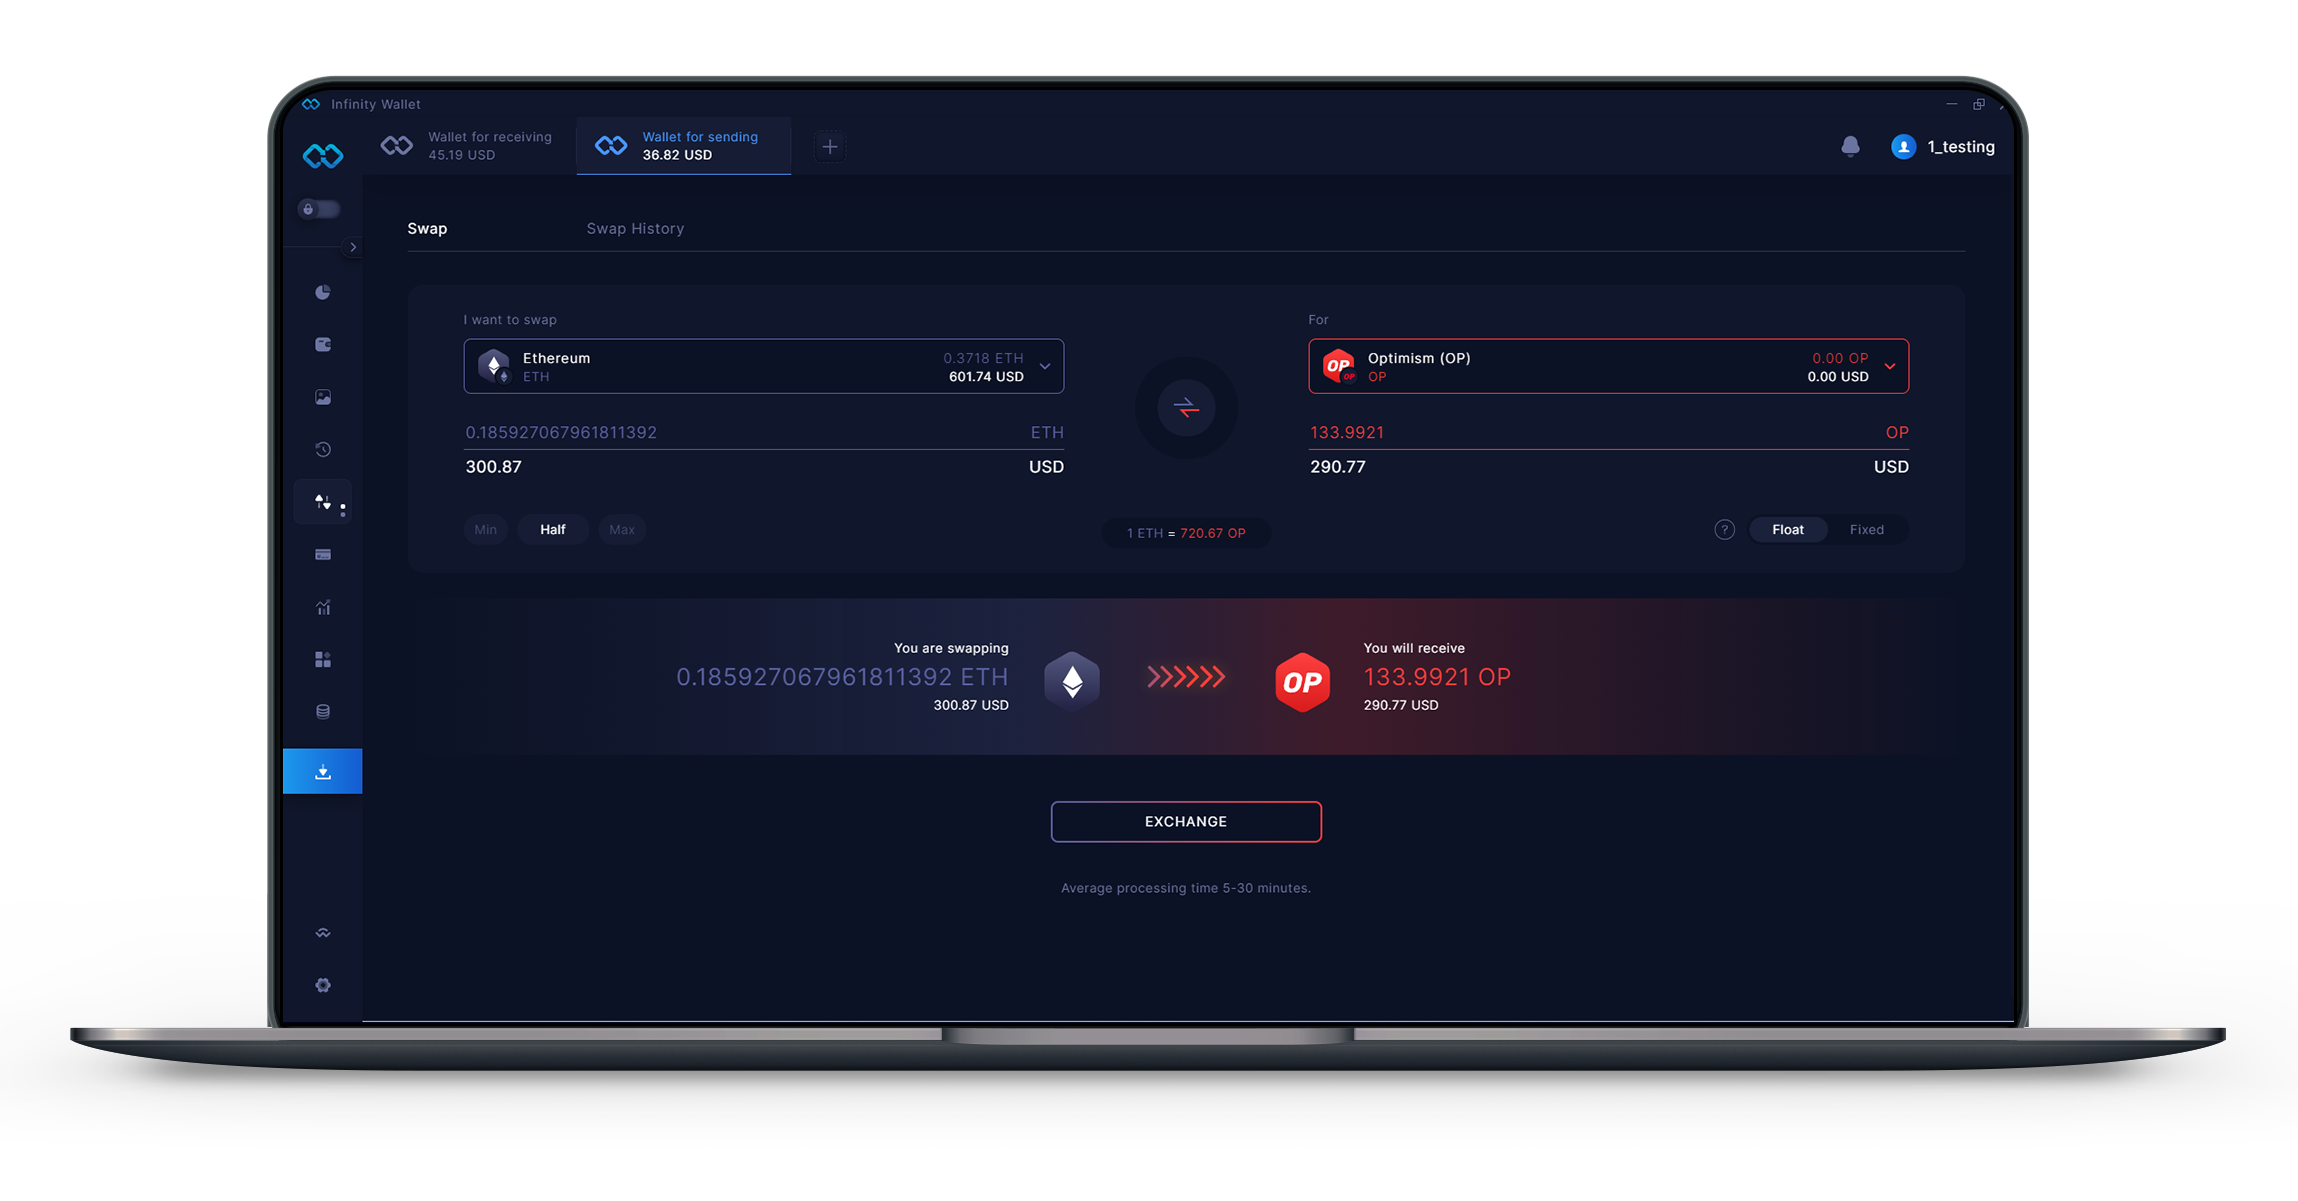 Infinity Wallet
Wallet for receiving
45.19 USD
Wallet for sending
36.82 USD
1_testing
Swap
Swap History
I want to swap
Ethereum
0.3718 ETH
ETH
601.74 USD
For
OP
OP
Optimism (OP)
0.00 OP
OP
0.00 USD
0.185927067961811392 ETH
300.87 USD
133.9921 OP
290.77 USD
Min Half Max
1 ETH = 720.67 OP
? Float Fixed
You are swapping
0.185927067961811392 ETH
300.87 USD
OP
You will receive
133.9921 OP
290.77 USD
EXCHANGE
Average processing time 5-30 minutes.